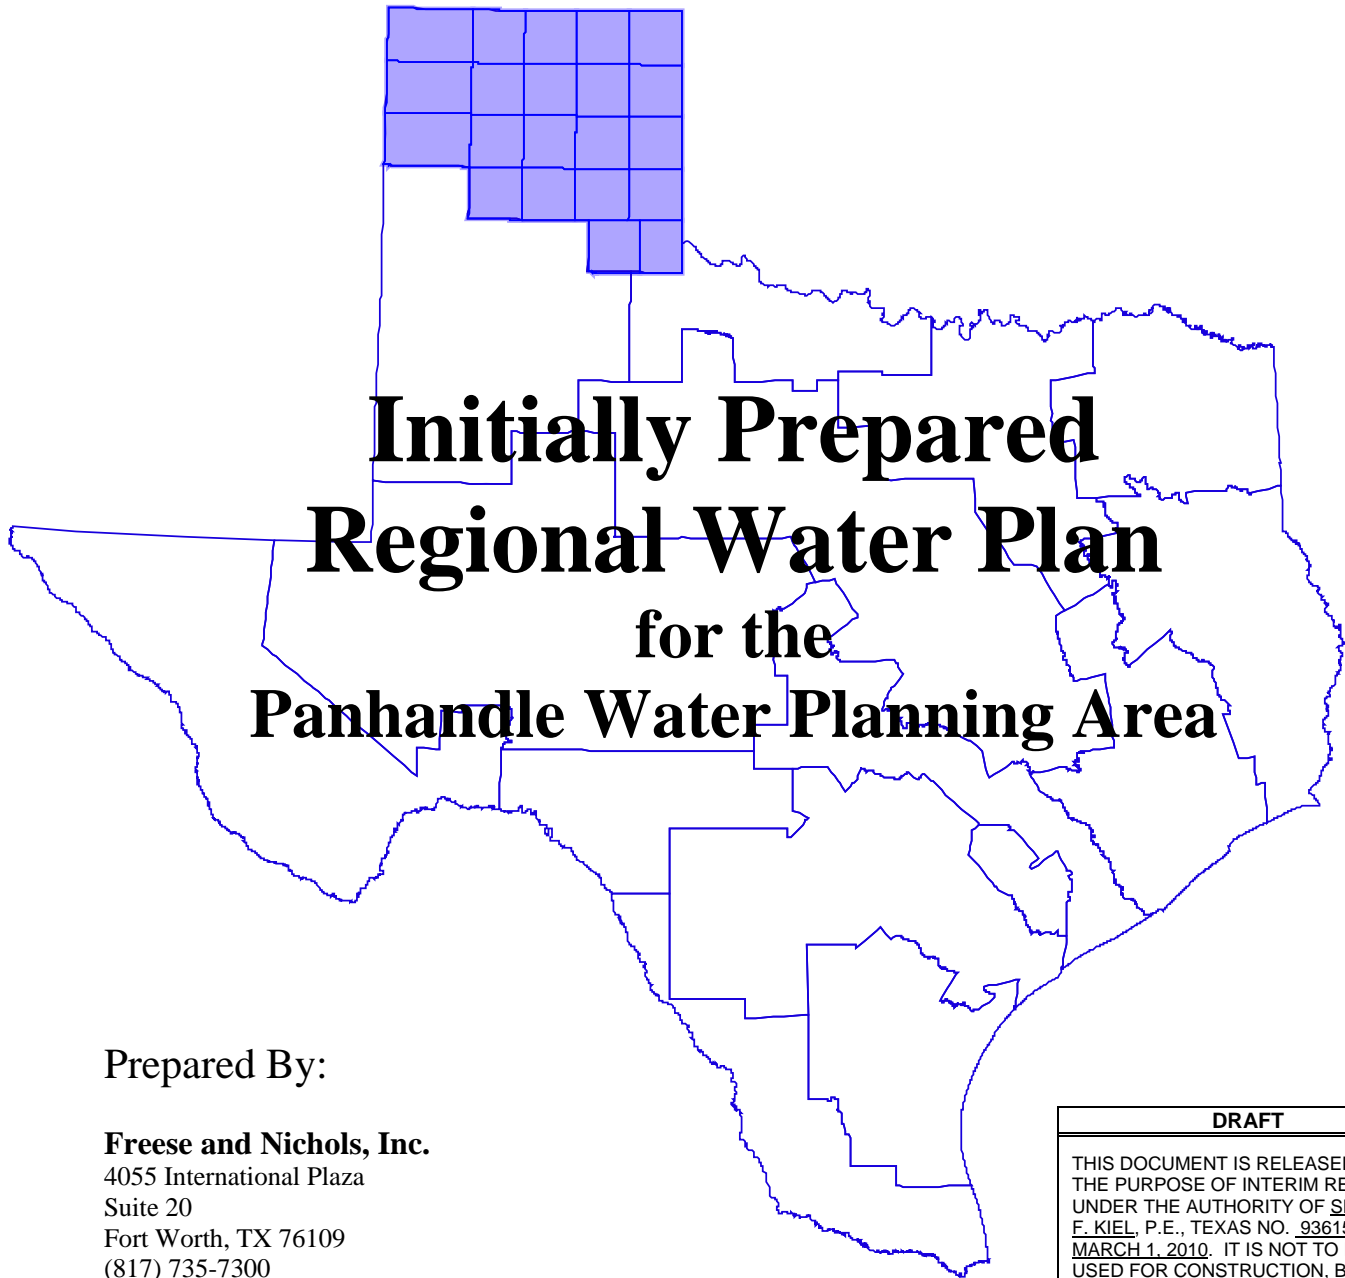 Initially Prepared
Regional Water Plan
for the
Panhandle Water Planning Area
Prepared By:
Freese and Nichols, Inc.
4055 International Plaza
Suite 20
Fort Worth, TX 76109
(817) 735-7300
DRAFT
THIS DOCUMENT IS RELEASED
THE PURPOSE OF INTERIM
UNDER THE AUTHORITY OF
F. KIEL, P.E., TEXAS NO. 93615
MARCH 1, 2010. IT IS NOT TO
USED FOR CONSTRUCTION,